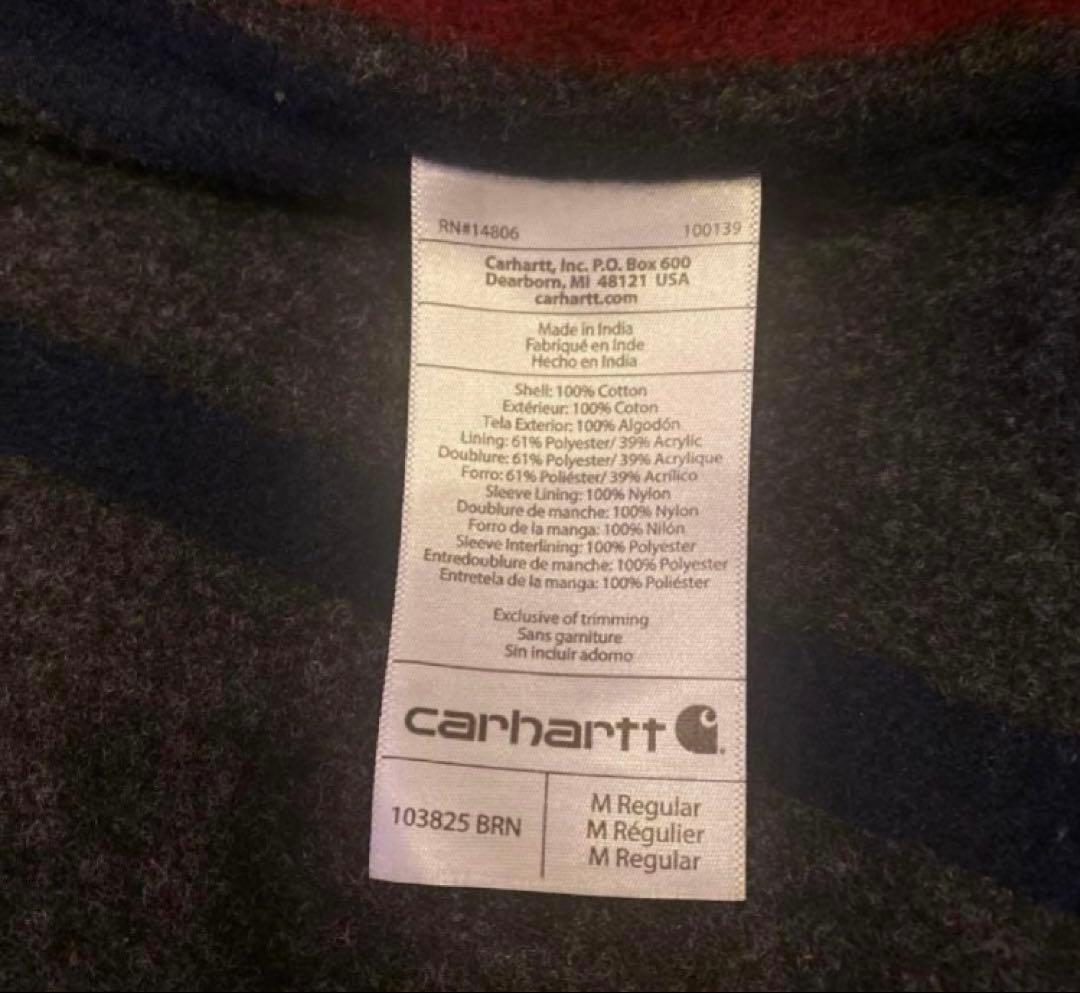 RN#14806 100139
Carhartt, Inc. P.O. Box 600
Dearborn, MI 48121 USA
carhartt.com
Made in India
Fabriqué en Inde
Hecho en India
Shell: 100% Cotton
Extérieur: 100% Coton
Tela Exterior: 100% Algodón
Lining: 61% Polyester/ 39% Acrylic
Doublure: 61% Polyester/ 39% Acrylique
Forro: 61% Poliéster/ 39% Acrílico
Sleeve Lining: 100% Nylon
Doublure de manche: 100% Nylon
Forro de la manga: 100% Nilón
Sleeve Interlining: 100% Polyester
Entredoublure de manche: 100% Polyester
Entretela de la manga: 100% Poliéster
Exclusive of trimming
Sans garniture
Sin incluir adorno
carhartt
103825 BRN
M Regular
M Régulier
M Regular